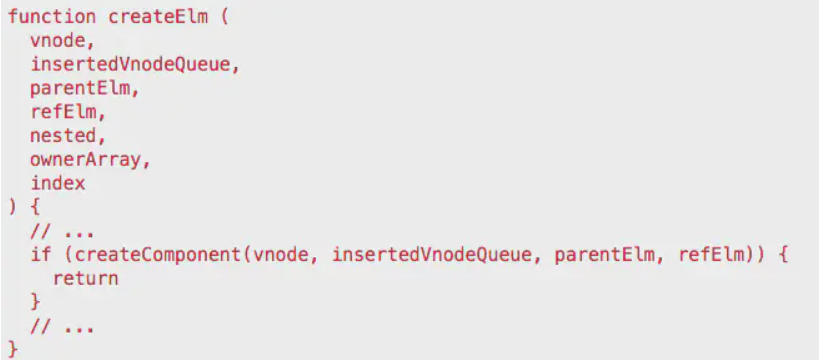 function createElm (
  vnode,
  insertedVnodeQueue,
  parentElm,
  refElm,
  nested,
  ownerArray,
  index
) {
  // ...
  if (createComponent(vnode, insertedVnodeQueue, parentElm, refElm)) {
    return
  }
  // ...
}